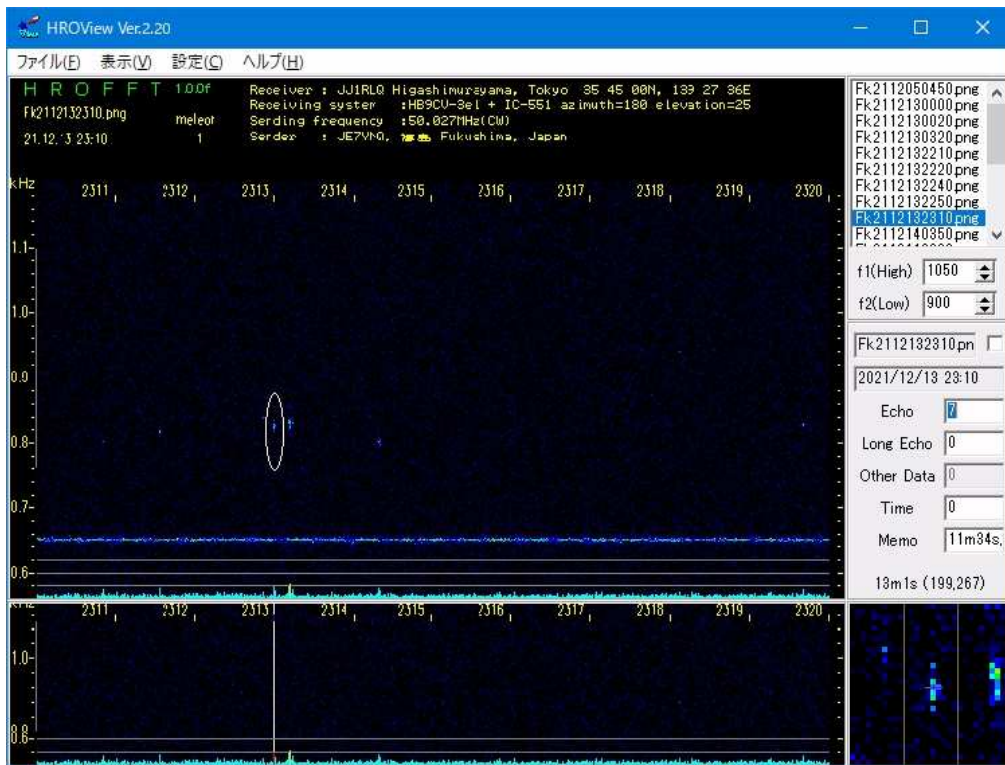 HROView Ver.2.20
ファイル(F) 表示(V) 設定(C) ヘルプ(H)
H R O F F T 1.0.0f
Fk2112132310.png meteor
21.12.13 23:10 1
Receiver : JJ1RLQ Higashimurayama, Tokyo 35 45 00N, 139 27 36E
Receiving system :HB9CV-3el + IC-551 azimuth=180 elevation=25
Sending frequency :50.027MHz(CW)
Sender : JE7YNQ, Fukushima, Japan
kHz 2311 2312 2313 2314 2315 2316 2317 2318 2319 2320
1.1
1.0
0.9
0.8
0.7
0.6
kHz 2311 2312 2313 2314 2315 2316 2317 2318 2319 2320
1.0
Fk2112050450.png
Fk2112130000.png
Fk2112130020.png
Fk2112130320.png
Fk2112132210.png
Fk2112132220.png
Fk2112132240.png
Fk2112132250.png
Fk2112132310.png
Fk2112140350.png
f1(High) 1050
f2(Low) 900
Fk2112132310.pn
2021/12/13 23:10
Echo 7
Long Echo 0
Other Data 0
Time 0
Memo 11m34s,
13m1s (199,267)